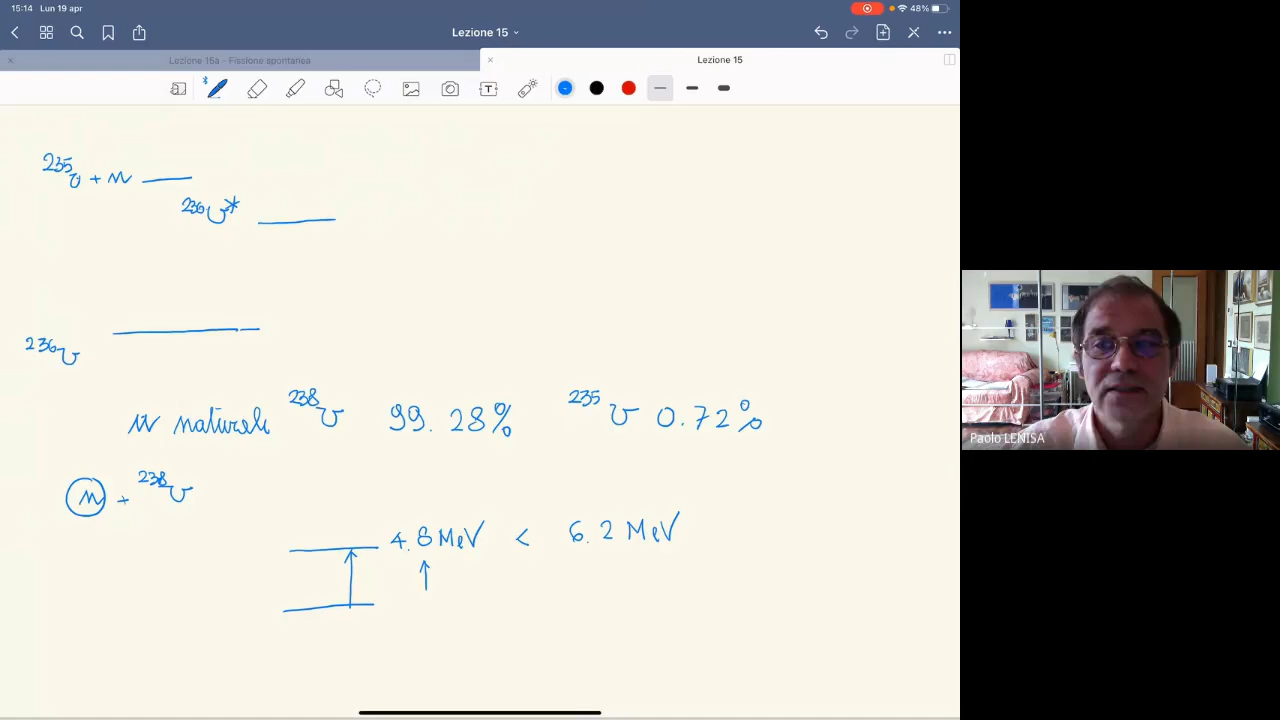 15:14 Lun 19 apr
48%
Lezione 15
Lezione 15a - Fissione spontanea
Lezione 15
²³⁵U + n
²³⁶U*
²³⁶U
U naturale ²³⁸U 99.28% ²³⁵U 0.72%
n + ²³⁸U
4.8 MeV < 6.2 MeV
Paolo LENISA